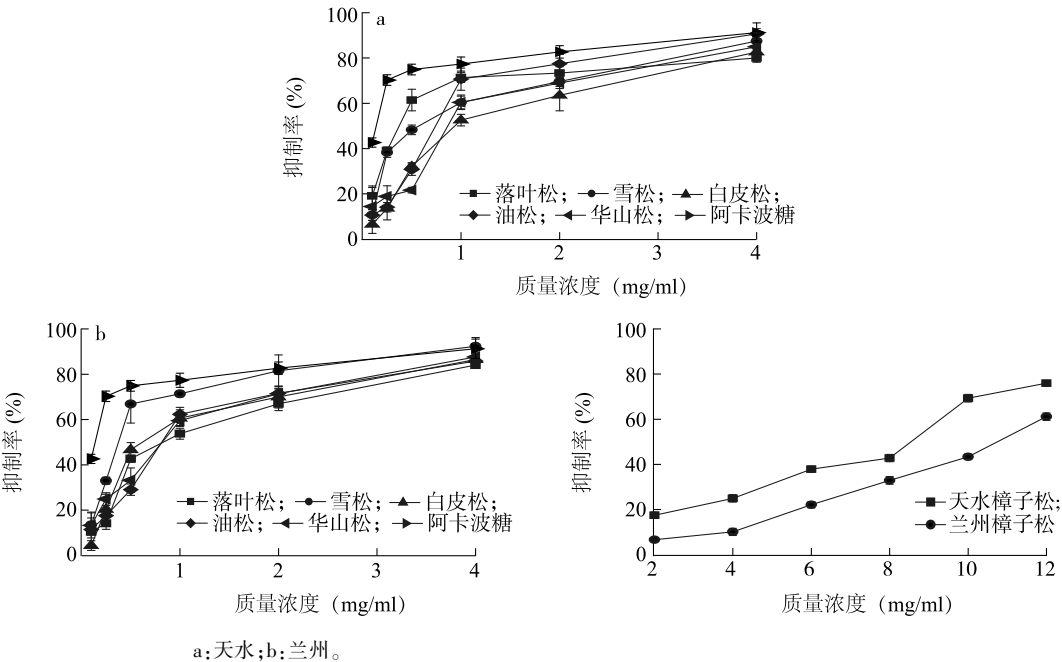 100
a
80
60
40
20
0
抑制率 (%)
落叶松； 雪松； 白皮松；
油松； 华山松； 阿卡波糖
1 2 3 4
质量浓度 (mg/ml)
100
b
80
60
40
20
0
抑制率 (%)
落叶松； 雪松； 白皮松；
油松； 华山松； 阿卡波糖
1 2 3 4
质量浓度 (mg/ml)
100
80
60
40
20
0
抑制率 (%)
天水樟子松；
兰州樟子松
2 4 6 8 10 12
质量浓度 (mg/ml)
a：天水；b：兰州。